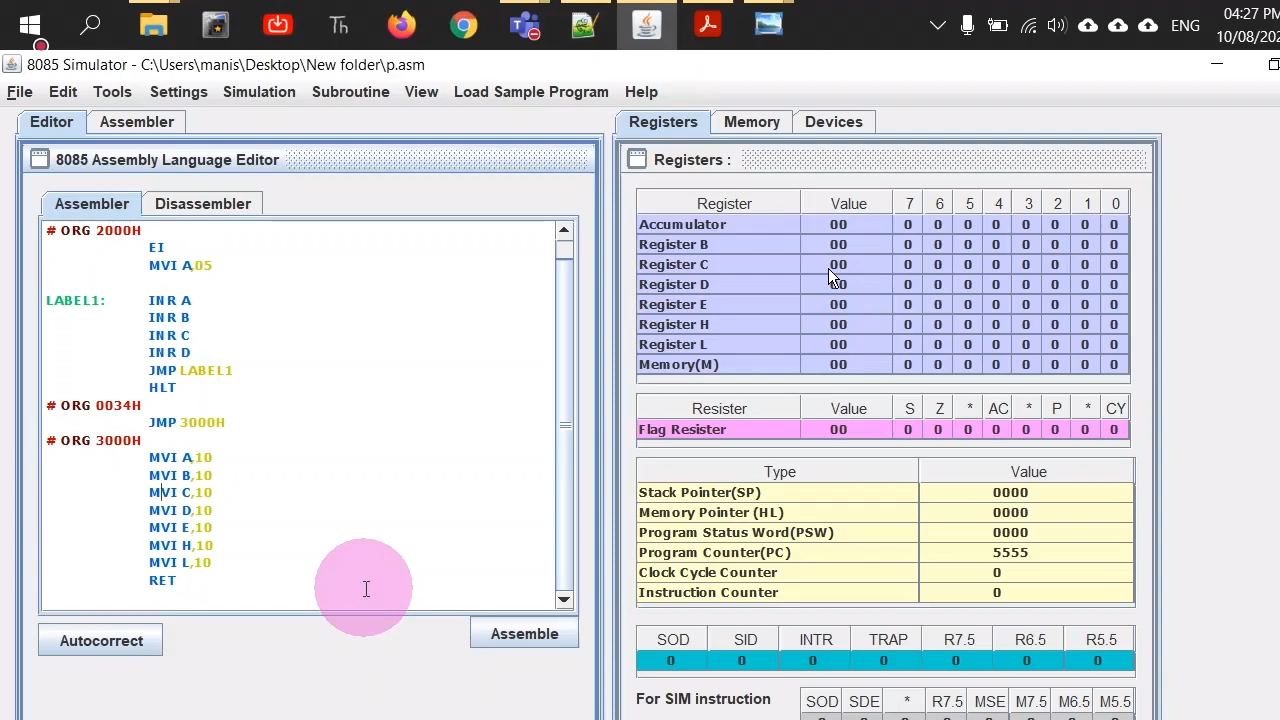 Th
ENG
04:27 PM
8085 Simulator - C:\Users\manis\Desktop\New folder\p.asm
File Edit Tools Settings Simulation Subroutine View Load Sample Program Help
Editor Assembler
8085 Assembly Language Editor
Assembler Disassembler
# ORG 2000H
EI
MVI A,05
LABEL1: INR A
INR B
INR C
INR D
JMP LABEL1
HLT
# ORG 0034H
JMP 3000H
# ORG 3000H
MVI A,10
MVI B,10
MVI C,10
MVI D,10
MVI E,10
MVI H,10
MVI L,10
RET
Autocorrect Assemble
Registers Memory Devices
Registers :
Register Value 7 6 5 4 3 2 1 0
Accumulator 00 0 0 0 0 0 0 0 0
Register B 00 0 0 0 0 0 0 0 0
Register C 00 0 0 0 0 0 0 0 0
Register D 00 0 0 0 0 0 0 0 0
Register E 00 0 0 0 0 0 0 0 0
Register H 00 0 0 0 0 0 0 0 0
Register L 00 0 0 0 0 0 0 0 0
Memory(M) 00 0 0 0 0 0 0 0 0
Resister Value S Z * AC * P * CY
Flag Resister 00 0 0 0 0 0 0 0 0
Type Value
Stack Pointer(SP) 0000
Memory Pointer (HL) 0000
Program Status Word(PSW) 0000
Program Counter(PC) 5555
Clock Cycle Counter 0
Instruction Counter 0
SOD SID INTR TRAP R7.5 R6.5 R5.5
0 0 0 0 0 0 0
For SIM instruction SOD SDE * R7.5 MSE M7.5 M6.5 M5.5